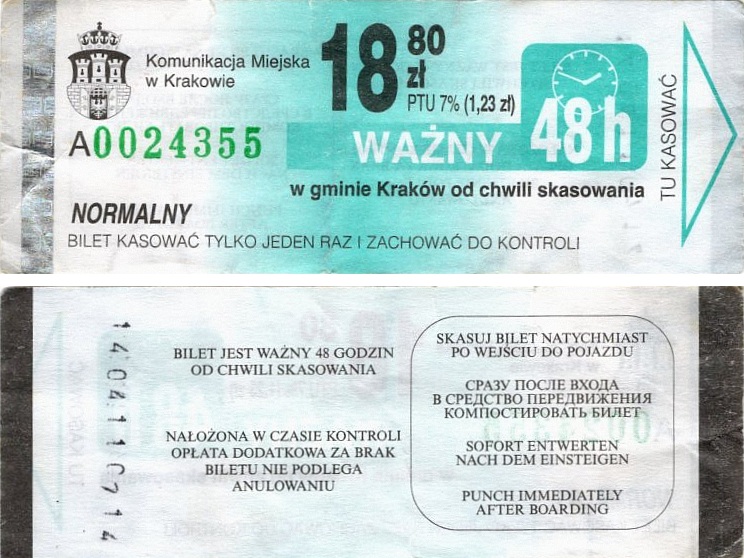 Komunikacja Miejska
w Krakowie
18 80
zł
PTU 7% (1,23 zł)
A0024355
WAŻNY 48h
w gminie Kraków od chwili skasowania
NORMALNY
BILET KASOWAĆ TYLKO JEDEN RAZ I ZACHOWAĆ DO KONTROLI
TU KASOWAĆ
BILET JEST WAŻNY 48 GODZIN
OD CHWILI SKASOWANIA
NAŁOŻONA W CZASIE KONTROLI
OPŁATA DODATKOWA ZA BRAK
BILETU NIE PODLEGA
ANULOWANIU
SKASUJ BILET NATYCHMIAST
PO WEJŚCIU DO POJAZDU
СРАЗУ ПОСЛЕ ВХОДА
В СРЕДСТВО ПЕРЕДВИЖЕНИЯ
КОМПОСТИРОВАТЬ БИЛЕТ
SOFORT ENTWERTEN
NACH DEM EINSTEIGEN
PUNCH IMMEDIATELY
AFTER BOARDING